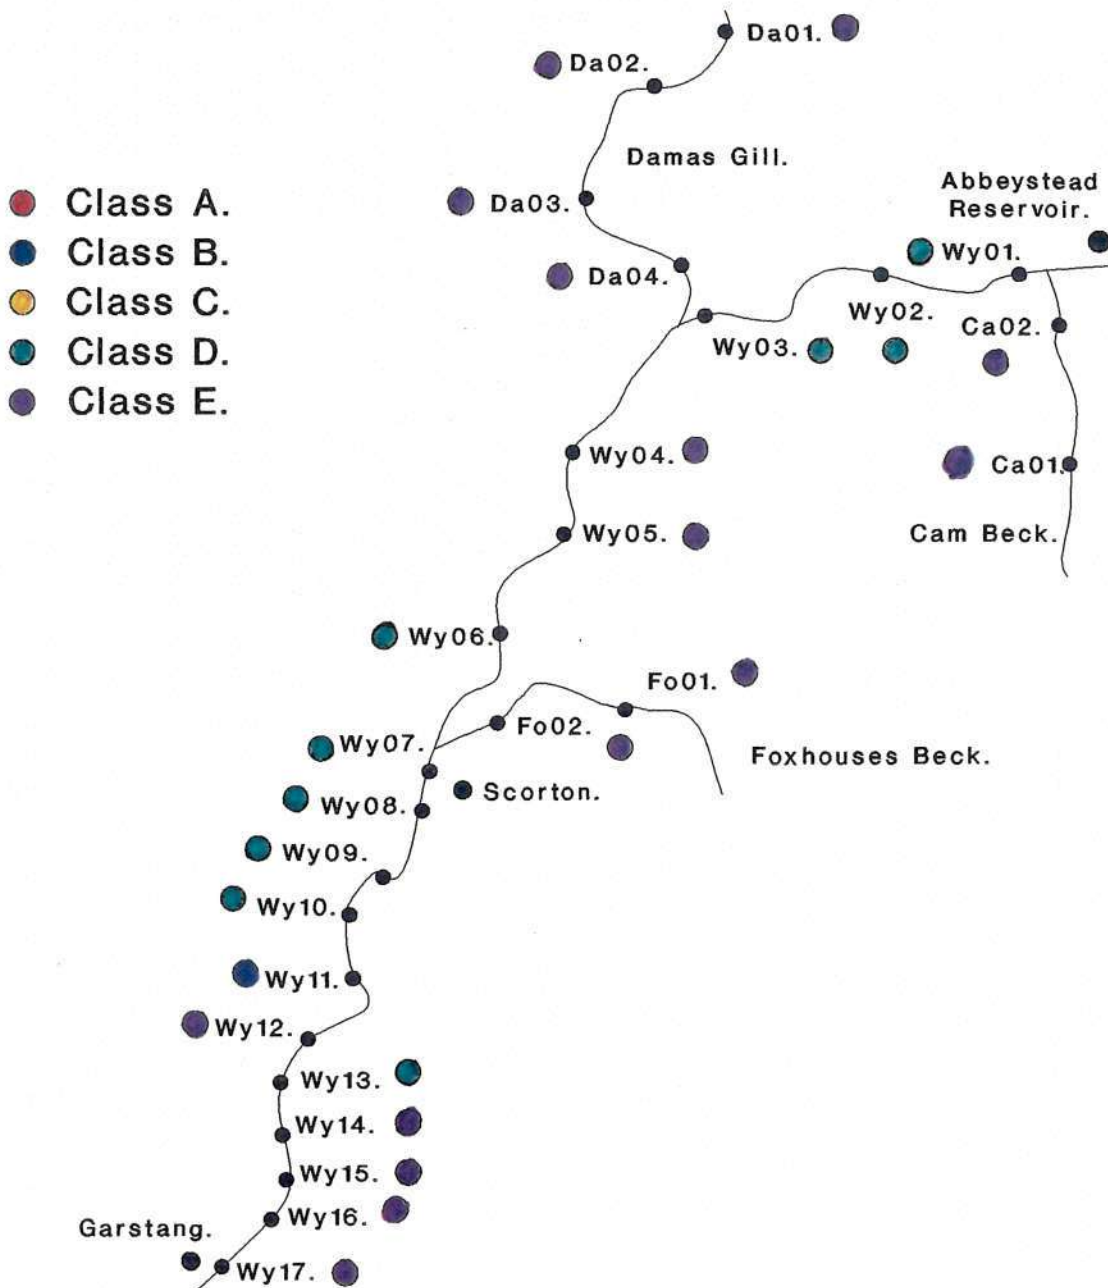 Da01.
Da02.
Damas Gill.
Abbeystead
Reservoir.
Class A.
Da03.
Class B.
Wy01.
Da04.
Class C.
Wy02.
Ca02.
Class D.
Wy03.
Class E.
Wy04.
Ca01.
Wy05.
Cam Beck.
Wy06.
Fo01.
Fo02.
Wy07.
Foxhouses Beck.
Scorton.
Wy08.
Wy09.
Wy10.
Wy11.
Wy12.
Wy13.
Wy14.
Wy15.
Wy16.
Garstang.
Wy17.